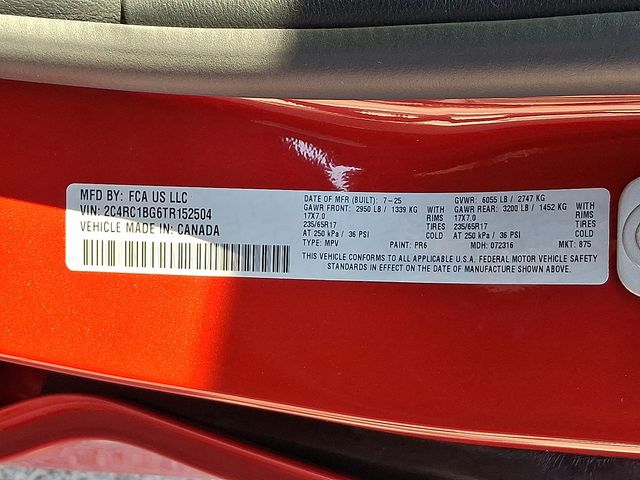 MFD BY: FCA US LLC
VIN: 2C4RC1BG6TR152504
VEHICLE MADE IN: CANADA
DATE OF MFR (BUILT): 7-25
GVWR: 6055 LB / 2747 KG
GAWR FRONT: 2950 LB / 1339 KG WITH
17X7.0 RIMS
235/65R17 TIRES
AT 250 kPa / 36 PSI COLD
GAWR REAR: 3200 LB / 1452 KG WITH
17X7.0 RIMS
235/65R17 TIRES
AT 250 kPa / 36 PSI COLD
TYPE: MPV PAINT: PR6 MDH: 072316 MKT: 875
THIS VEHICLE CONFORMS TO ALL APPLICABLE U.S.A. FEDERAL MOTOR VEHICLE SAFETY
STANDARDS IN EFFECT ON THE DATE OF MANUFACTURE SHOWN ABOVE.